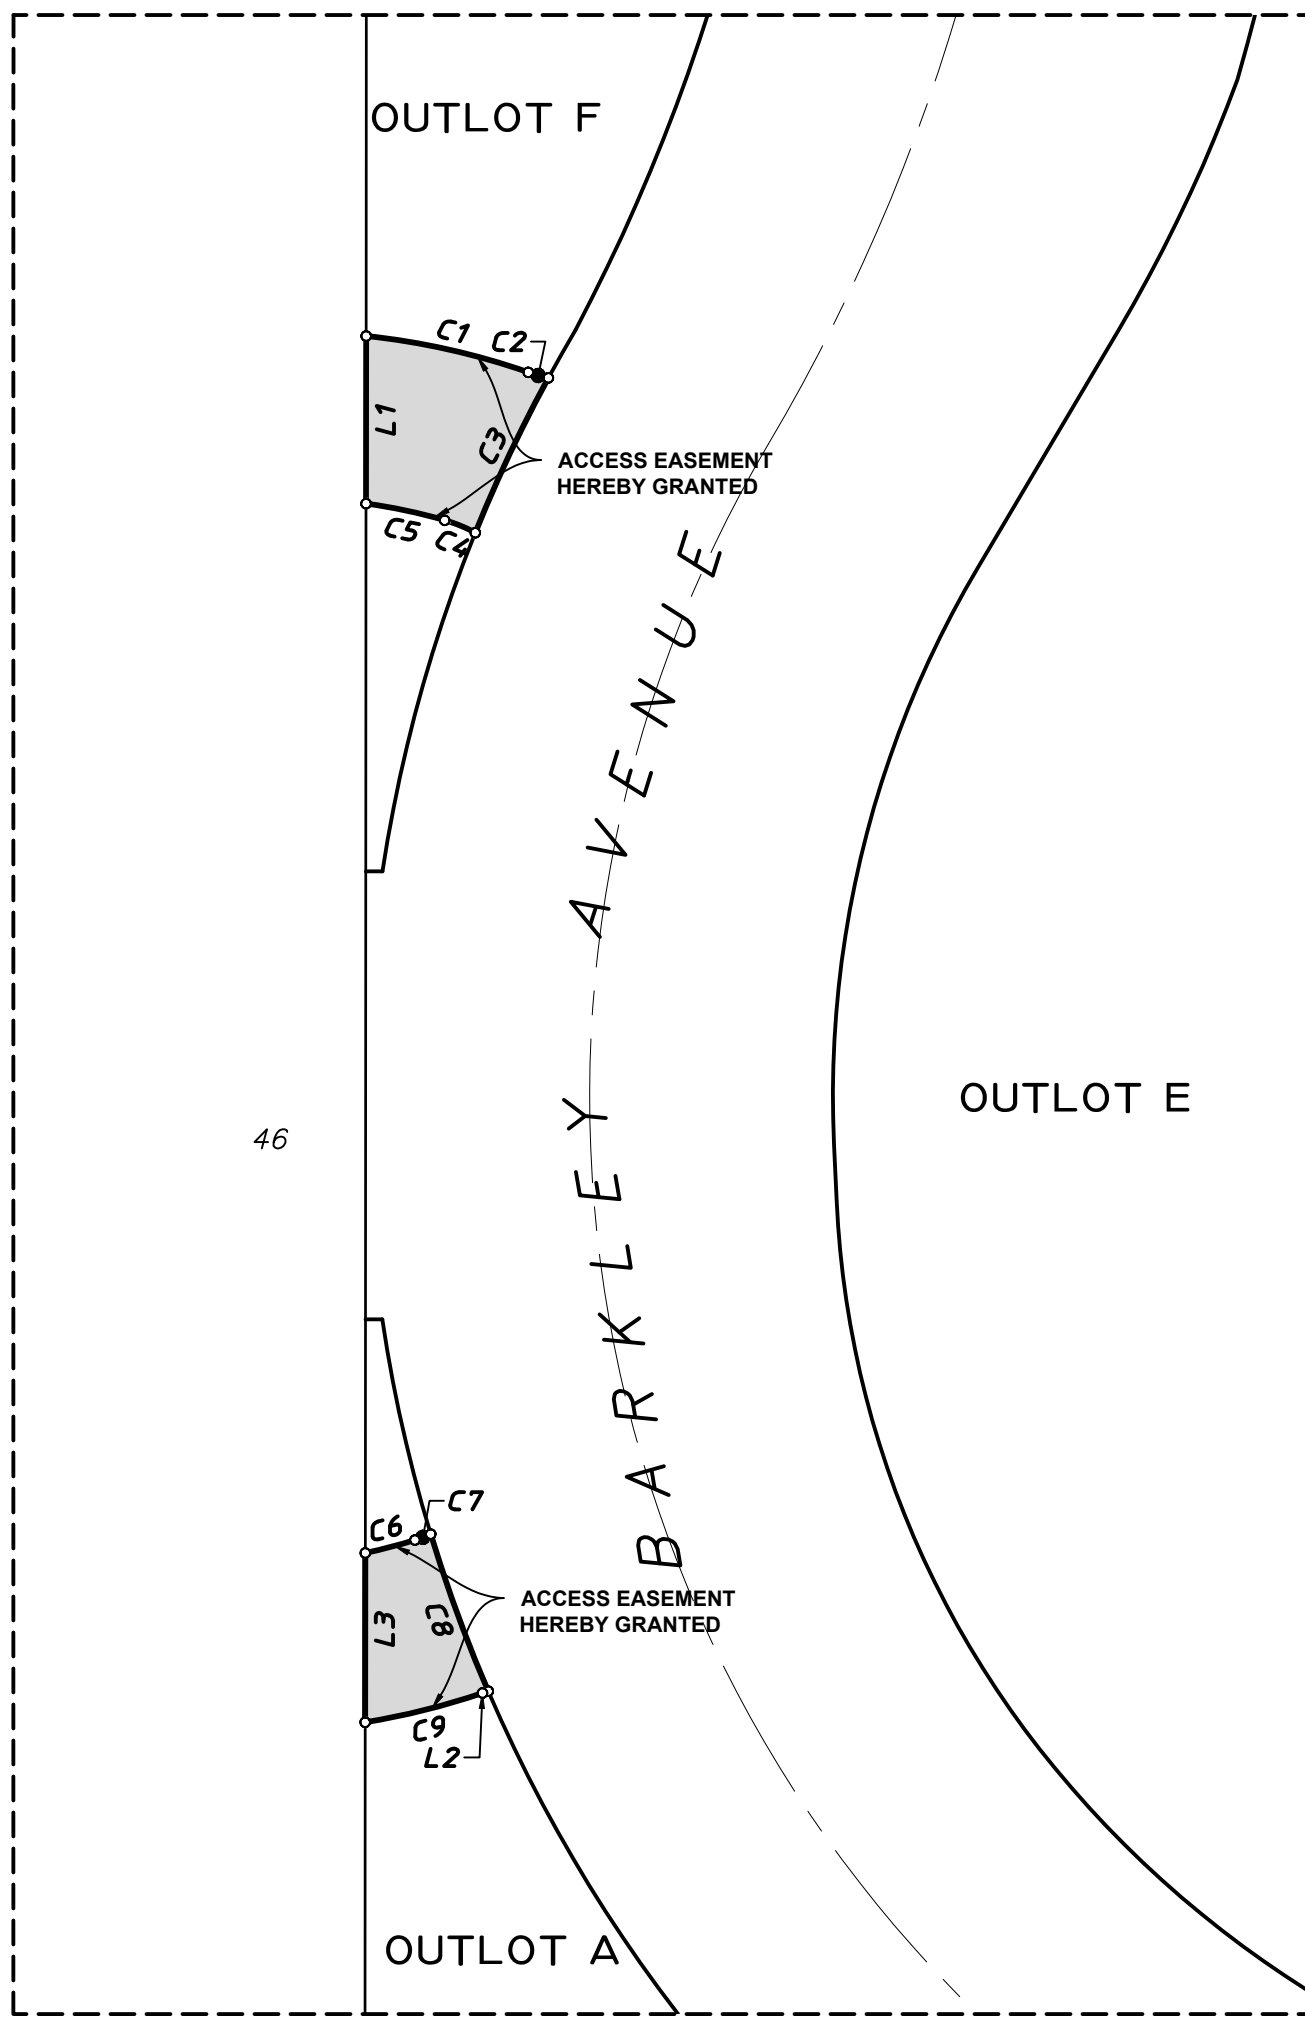 OUTLOT F
C1
C2
L1
C3
ACCESS EASEMENT
HEREBY GRANTED
C5
C4
BARKLEY AVENUE
OUTLOT E
46
C7
C6
L3
C8
ACCESS EASEMENT
HEREBY GRANTED
C9
L2
OUTLOT A